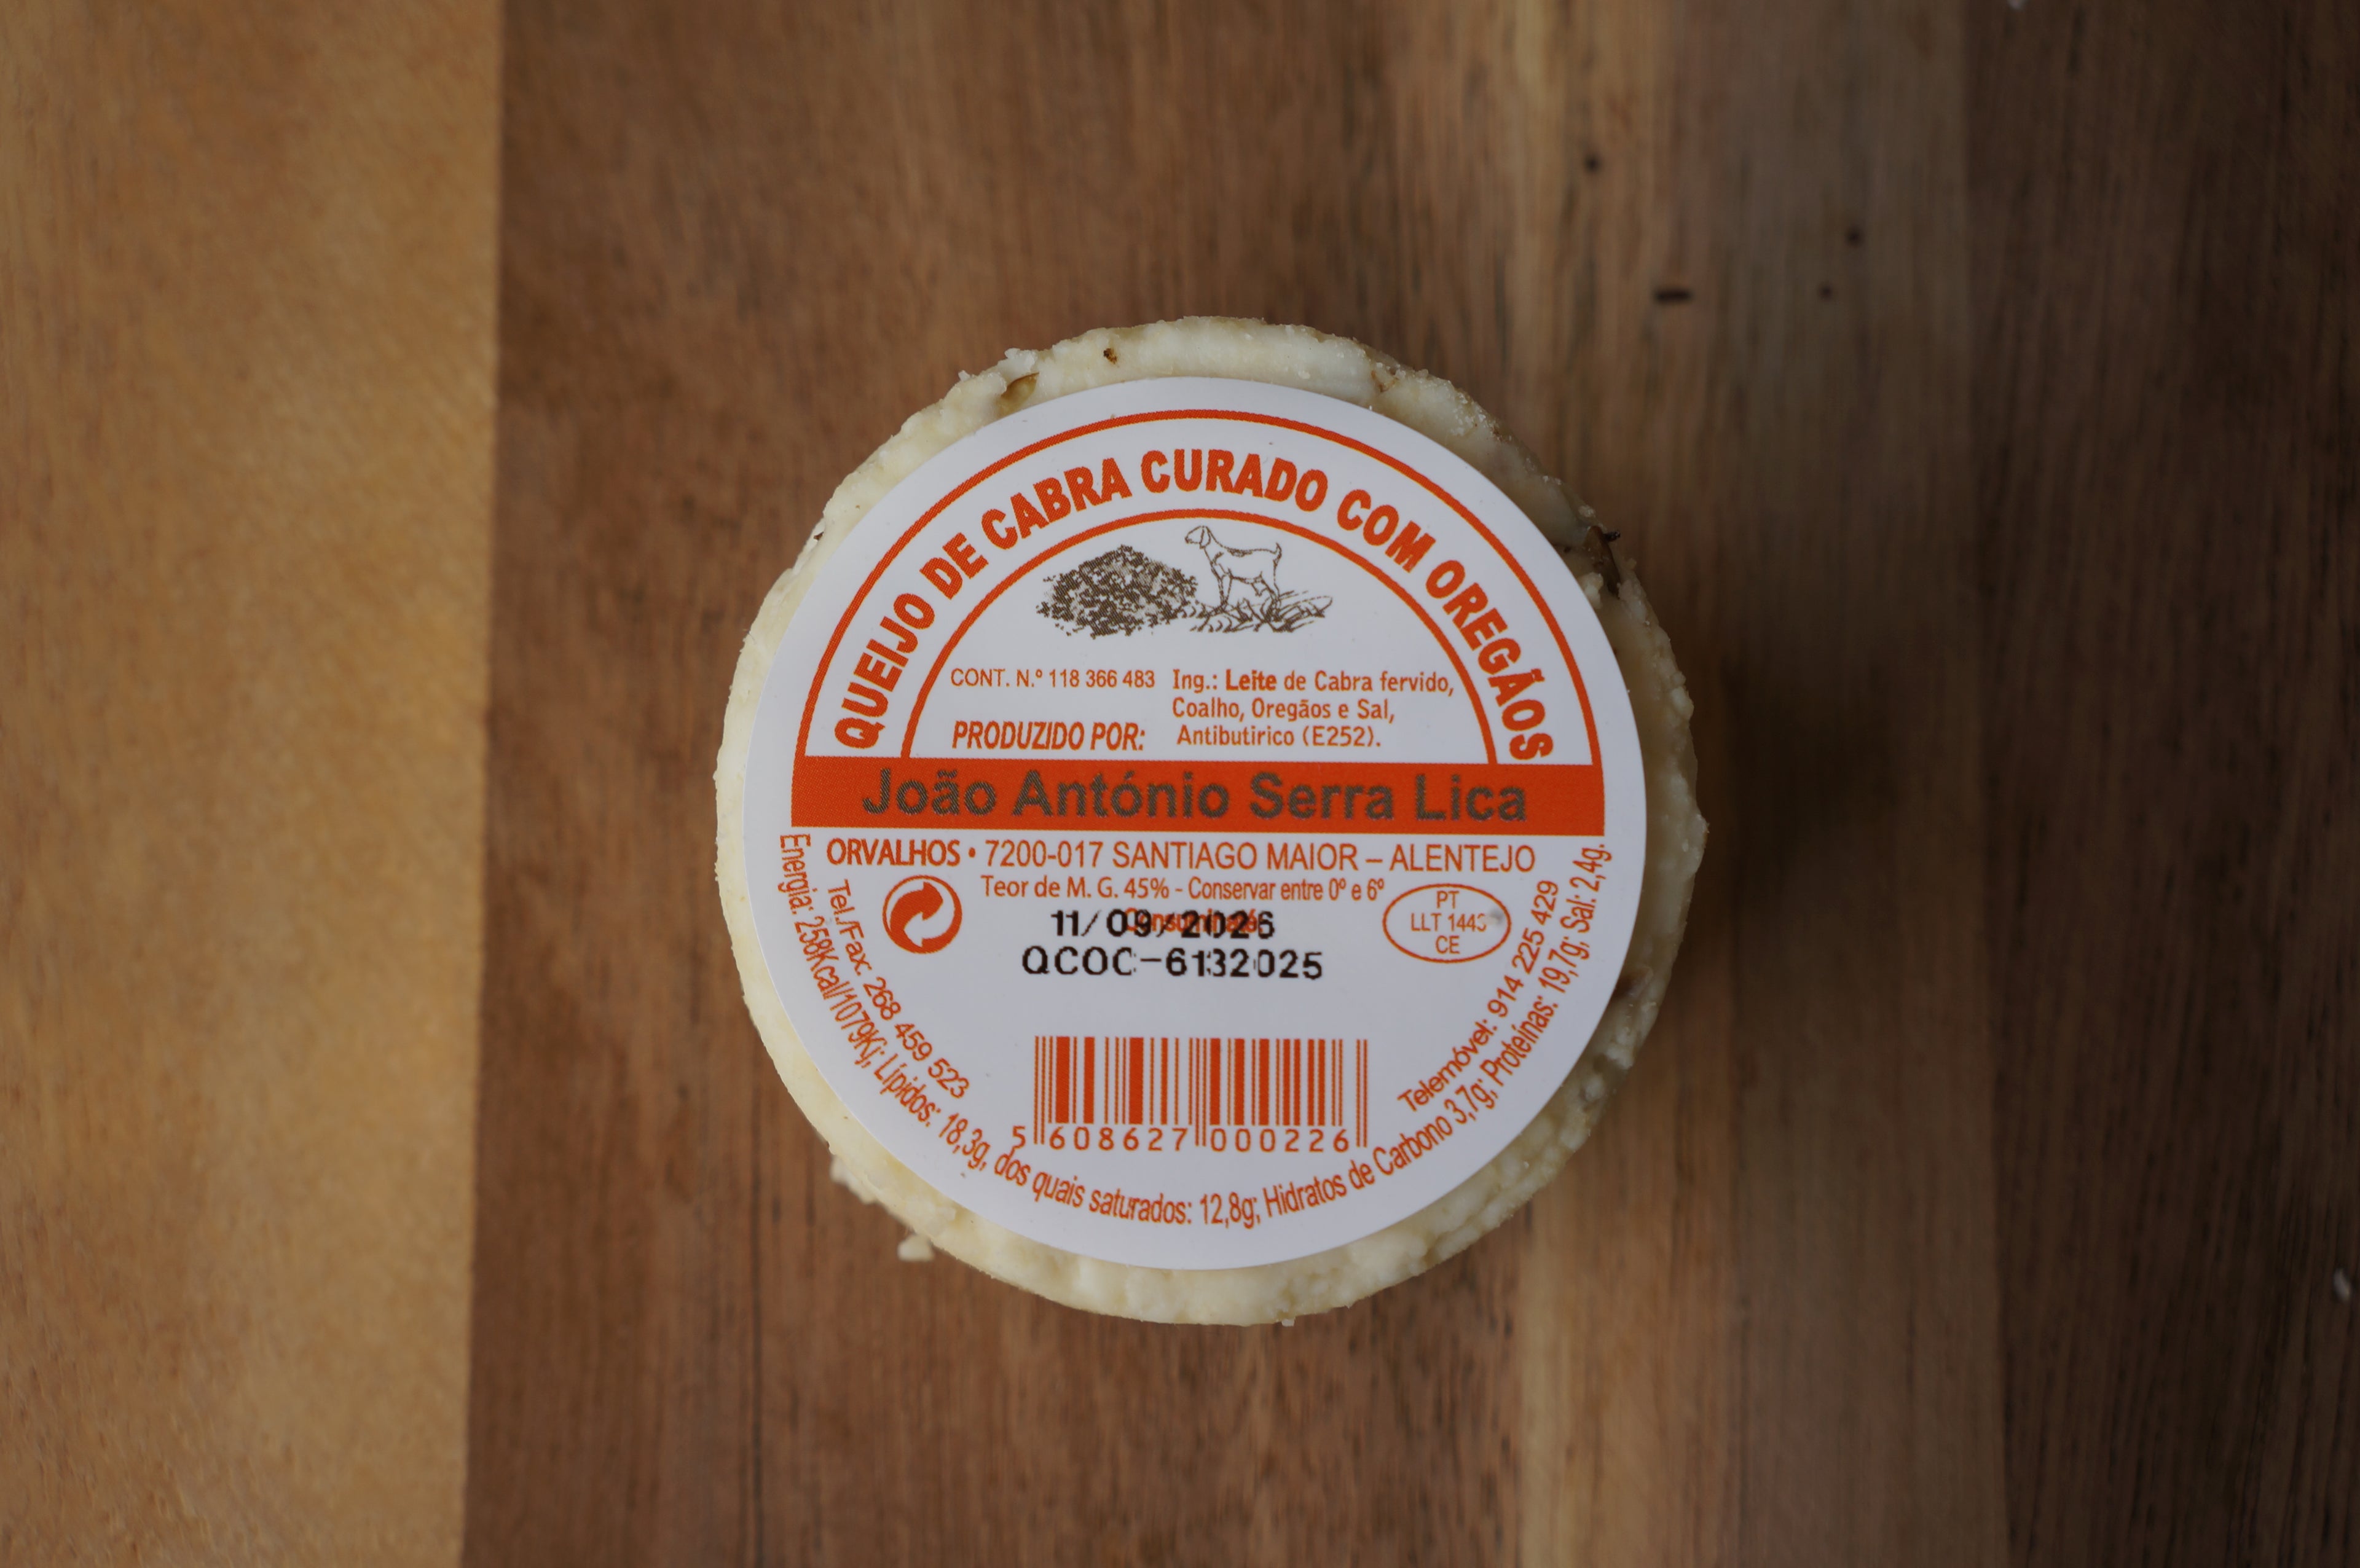 QUEIJO DE CABRA CURADO COM OREGÃOS
CONT. N.º 118 366 483
Ing.: Leite de Cabra fervido,
Coalho, Oregãos e Sal,
Antibutirico (E252).
PRODUZIDO POR:
João António Serra Lica
ORVALHOS • 7200-017 SANTIAGO MAIOR – ALENTEJO
Teor de M. G. 45% - Conservar entre 0º e 6º
11/09/2026
QCOC-6132025
PT
LLT
CE
Tel./Fax: 268 459 523
Telemóvel: 914 225 429
5 608627 000226
Energia: 258Kcal/1079Kj; Lípidos: 18,3g, dos quais saturados: 12,8g; Hidratos de Carbono 3,7g; Proteínas: 19,7g; Sal: 2,4g.